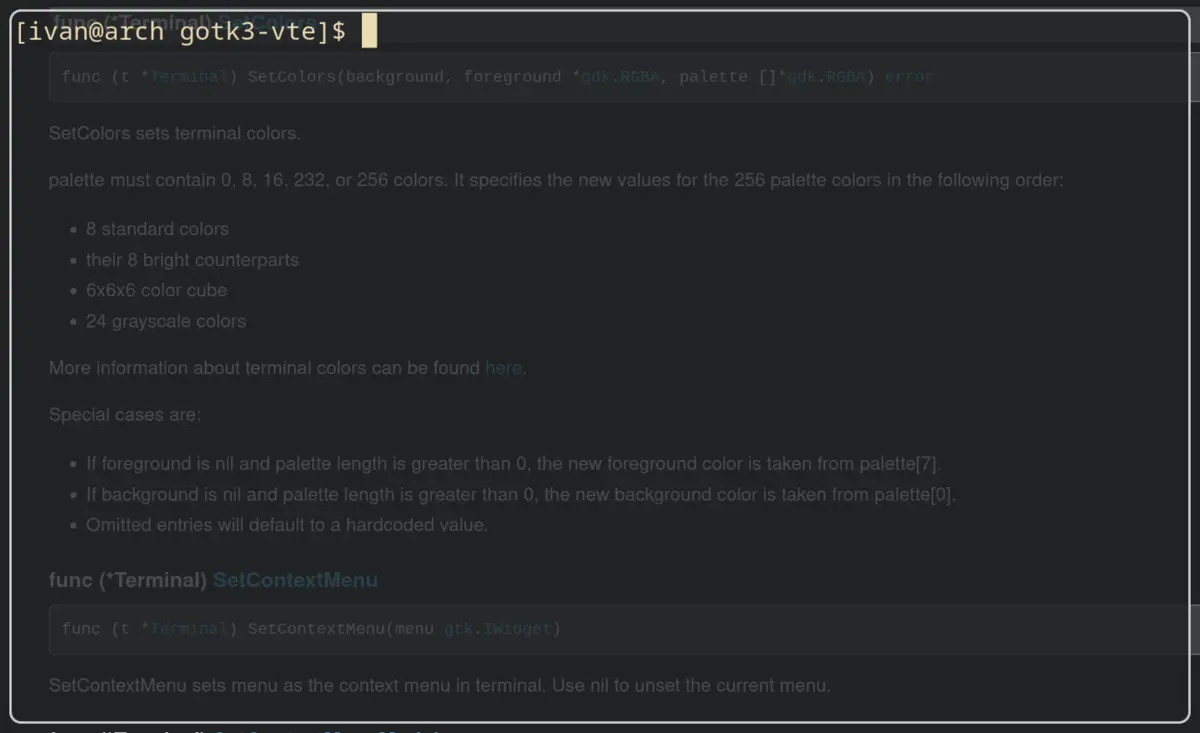 func (*Terminal) SetColors
[ivan@arch gotk3-vte]$
func (t *Terminal) SetColors(background, foreground *gdk.RGBA, palette []*gdk.RGBA) error
SetColors sets terminal colors.
palette must contain 0, 8, 16, 232, or 256 colors. It specifies the new values for the 256 palette colors in the following order:
8 standard colors
their 8 bright counterparts
6x6x6 color cube
24 grayscale colors
More information about terminal colors can be found here.
Special cases are:
If foreground is nil and palette length is greater than 0, the new foreground color is taken from palette[7].
If background is nil and palette length is greater than 0, the new background color is taken from palette[0].
Omitted entries will default to a hardcoded value.
func (*Terminal) SetContextMenu
func (t *Terminal) SetContextMenu(menu gtk.IWidget)
SetContextMenu sets menu as the context menu in terminal. Use nil to unset the current menu.